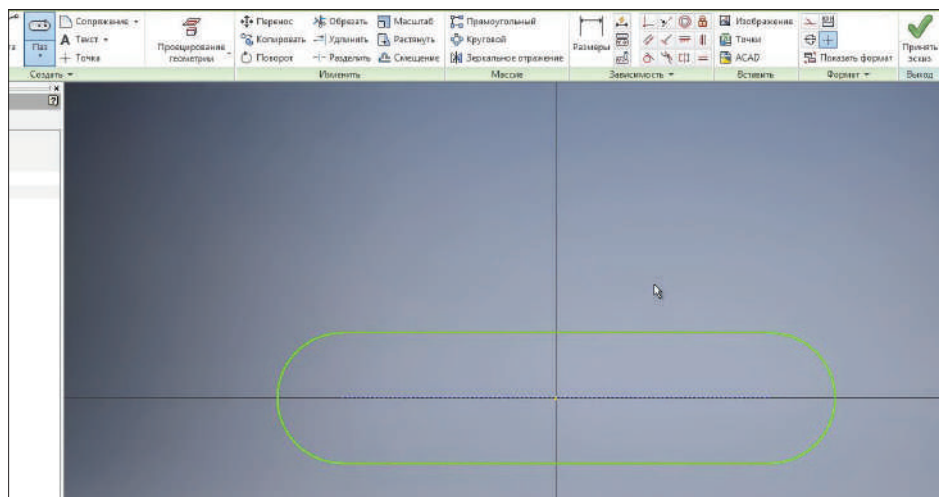 Паз
Сопряжение
Текст
Точка
Проецирование геометрии
Создать
Перенос
Копировать
Поворот
Обрезать
Удлинить
Разделить
Масштаб
Растянуть
Смещение
Изменить
Прямоугольный
Круговой
Зеркальное отражение
Массив
Размеры
Зависимость
Изображение
Точки
ACAD
Вставить
Показать формат
Формат
Принять эскиз
Выход